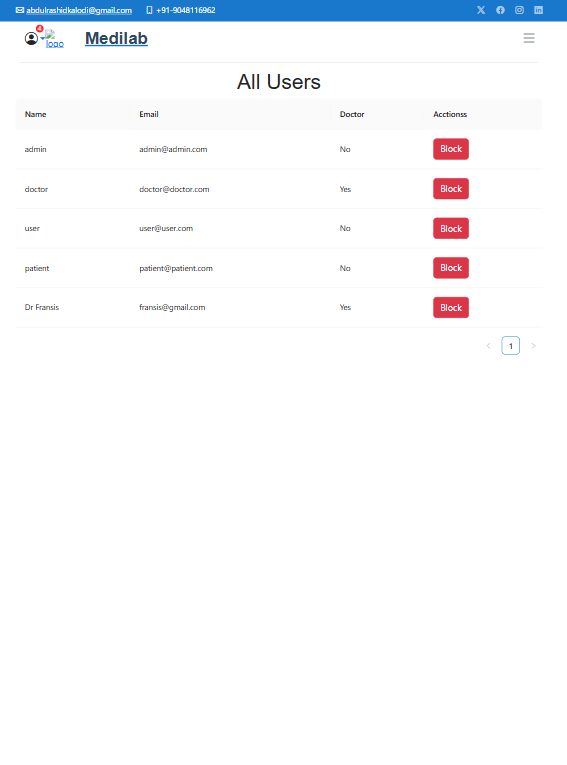 abdulrashidkalodi@gmail.com +91-9048116962
4 logo Medilab
All Users
Name Email Doctor Acctionss
admin admin@admin.com No Block
doctor doctor@doctor.com Yes Block
user user@user.com No Block
patient patient@patient.com No Block
Dr Fransis fransis@gmail.com Yes Block
1